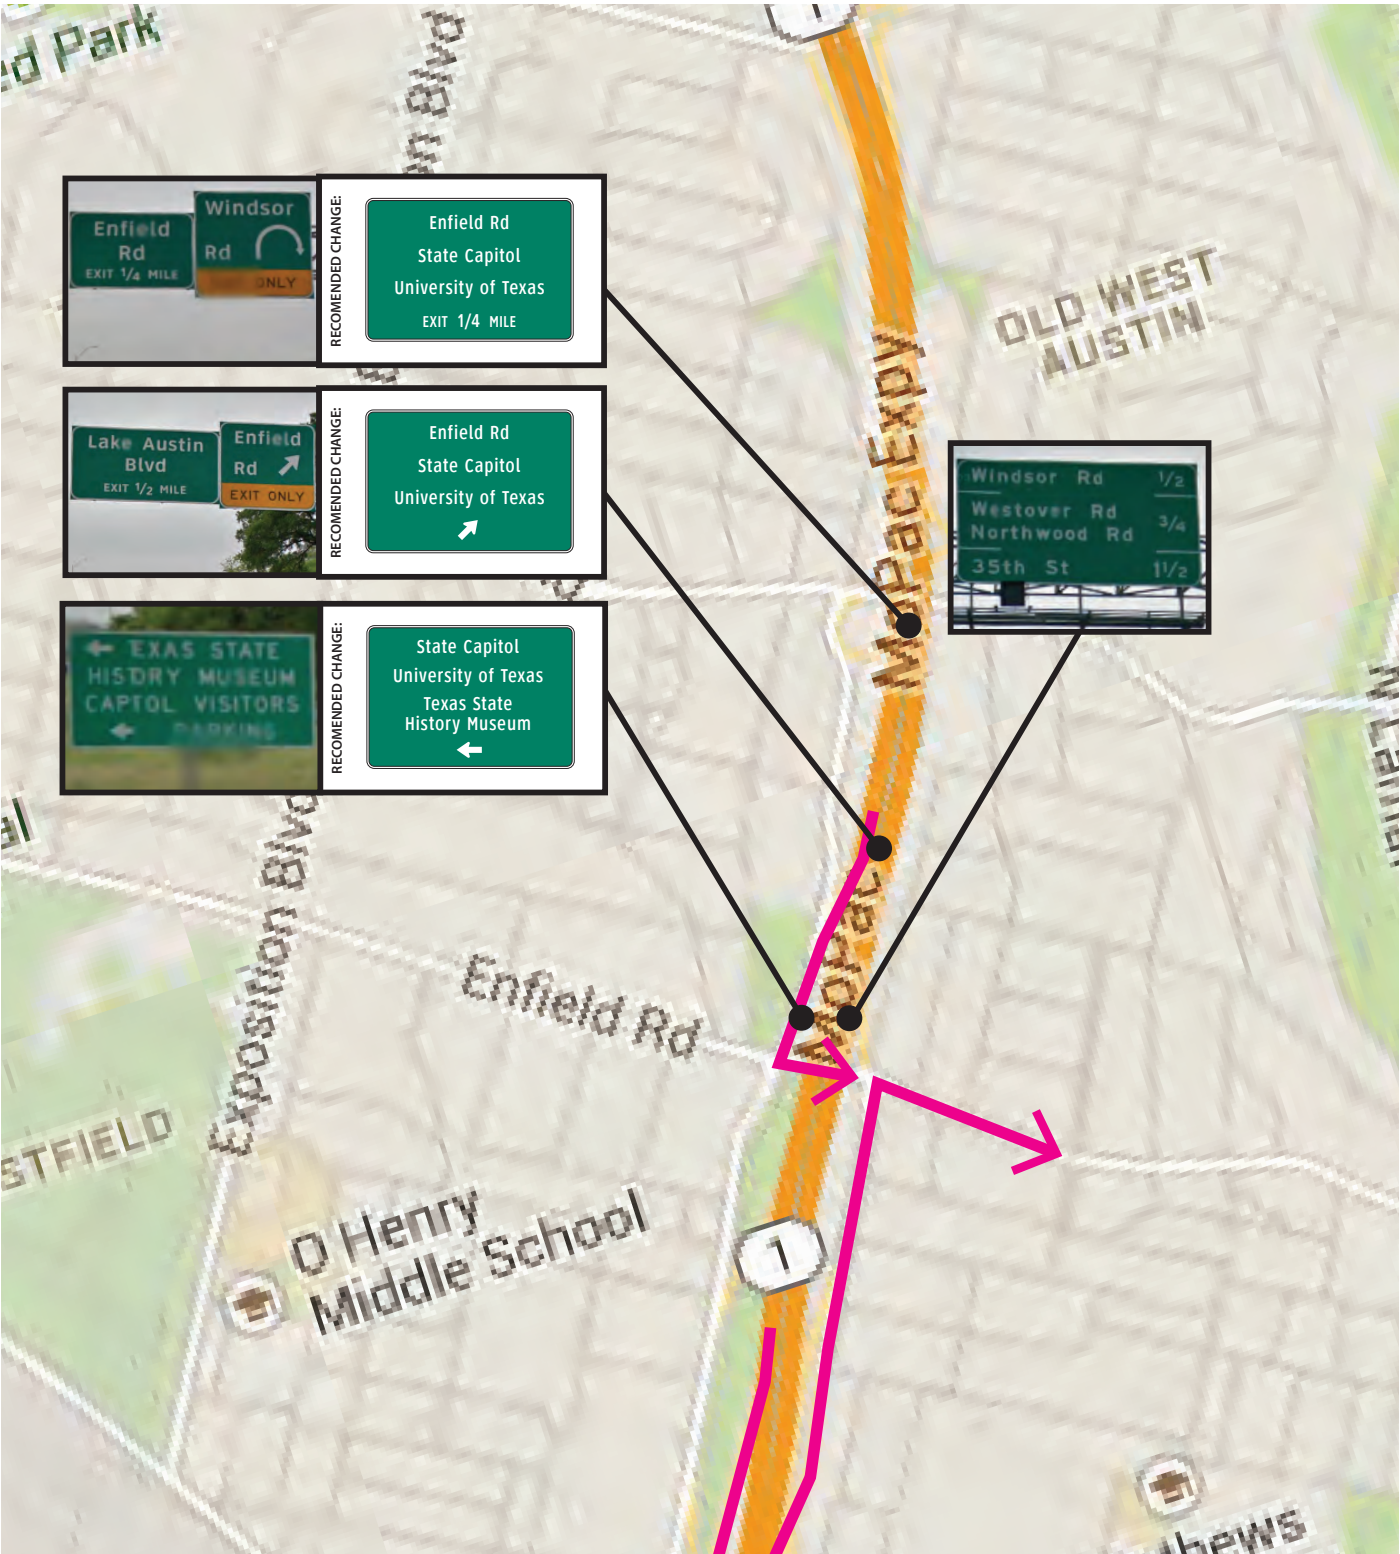 d Park
1
Enfield
Rd
EXIT 1/4 MILE
Windsor
Rd
ONLY
RECOMENDED CHANGE:
Enfield Rd
State Capitol
University of Texas
EXIT 1/4 MILE
OLD WEST
AUSTIN
Lake Austin
Blvd
EXIT 1/2 MILE
Enfield
Rd
EXIT ONLY
RECOMENDED CHANGE:
Enfield Rd
State Capitol
University of Texas
Windsor Rd 1/2
Westover Rd
Northwood Rd 3/4
35th St 1 1/2
EXAS STATE
HISTORY MUSEUM
CAPTOL VISITORS
PARKING
RECOMENDED CHANGE:
State Capitol
University of Texas
Texas State
History Museum
al
Enfield Rd
STFIELD
O Henry
Middle School
1
hews